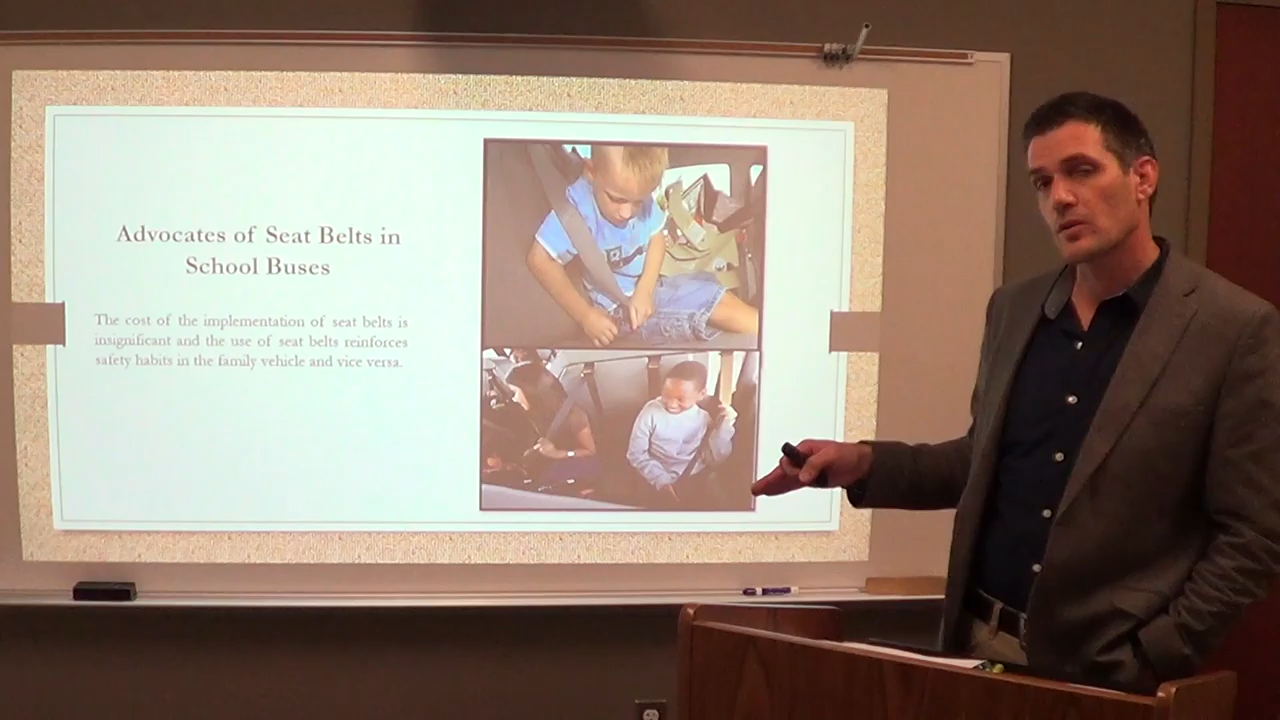 Advocates of Seat Belts in
School Buses
The cost of the implementation of seat belts is
insignificant and the use of seat belts reinforces
safety habits in the family vehicle and vice versa.